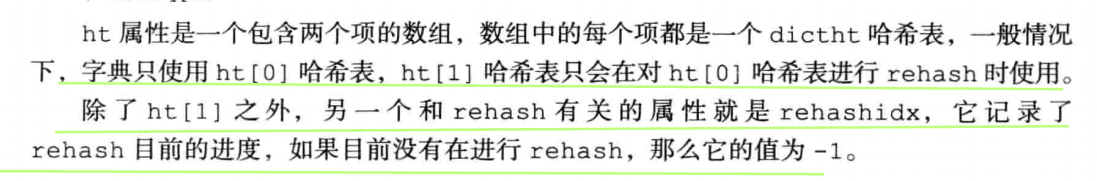 ht 属性是一个包含两个项的数组，数组中的每个项都是一个 dictht 哈希表，一般情况
下，字典只使用 ht[0] 哈希表，ht[1] 哈希表只会在对 ht[0] 哈希表进行 rehash 时使用。
除了 ht[1] 之外，另一个和 rehash 有关的属性就是 rehashidx，它记录了
rehash 目前的进度，如果目前没有在进行 rehash，那么它的值为 -1。